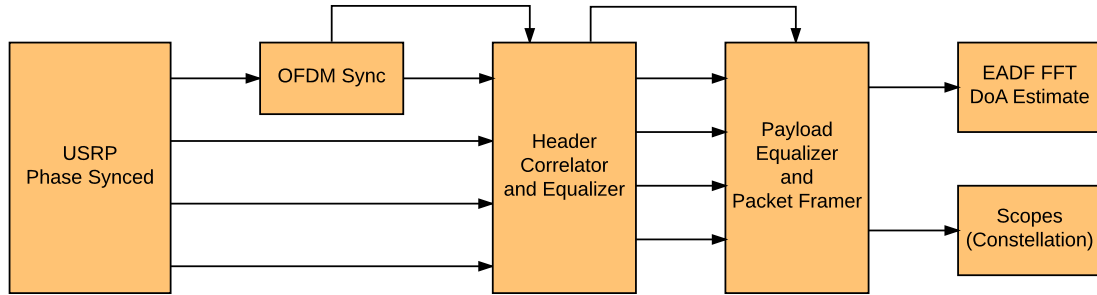 USRP
Phase Synced
OFDM Sync
Header
Correlator
and Equalizer
Payload
Equalizer
and
Packet Framer
EADF FFT
DoA Estimate
Scopes
(Constellation)